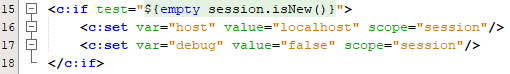 15 <c:if test="${empty session.isNew()}">
16 <c:set var="host" value="localhost" scope="session"/>
17 <c:set var="debug" value="false" scope="session"/>
18 </c:if>